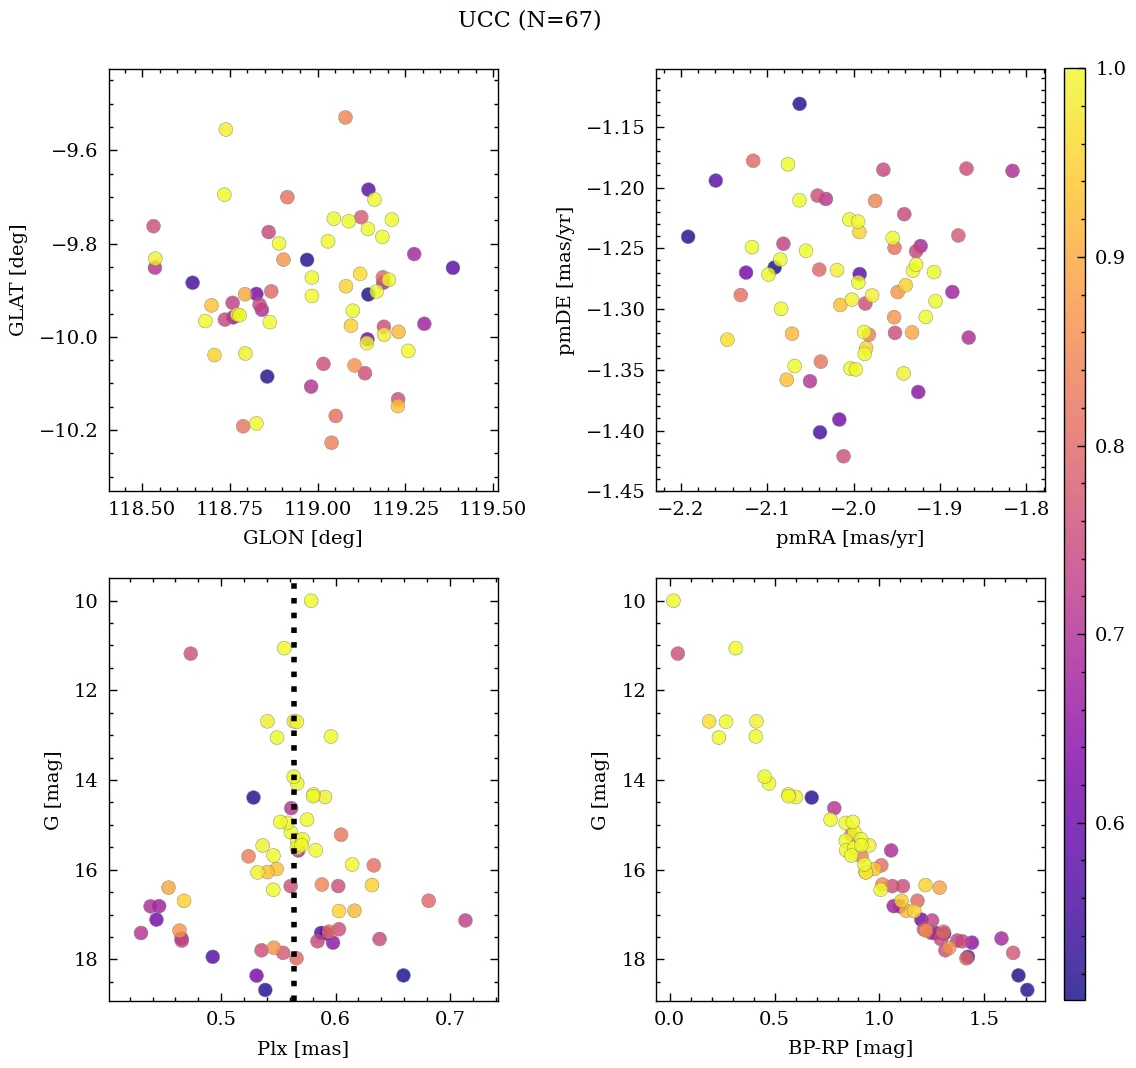 UCC (N=67)
−9.6
−9.8
−10.0
−10.2
GLAT [deg]
118.50 118.75 119.00 119.25 119.50
GLON [deg]
−1.15
−1.20
−1.25
−1.30
−1.35
−1.40
−1.45
pmDE [mas/yr]
−2.2 −2.1 −2.0 −1.9 −1.8
pmRA [mas/yr]
1.0
0.9
0.8
0.7
0.6
10
12
14
16
18
G [mag]
0.5 0.6 0.7
Plx [mas]
10
12
14
16
18
G [mag]
0.0 0.5 1.0 1.5
BP-RP [mag]